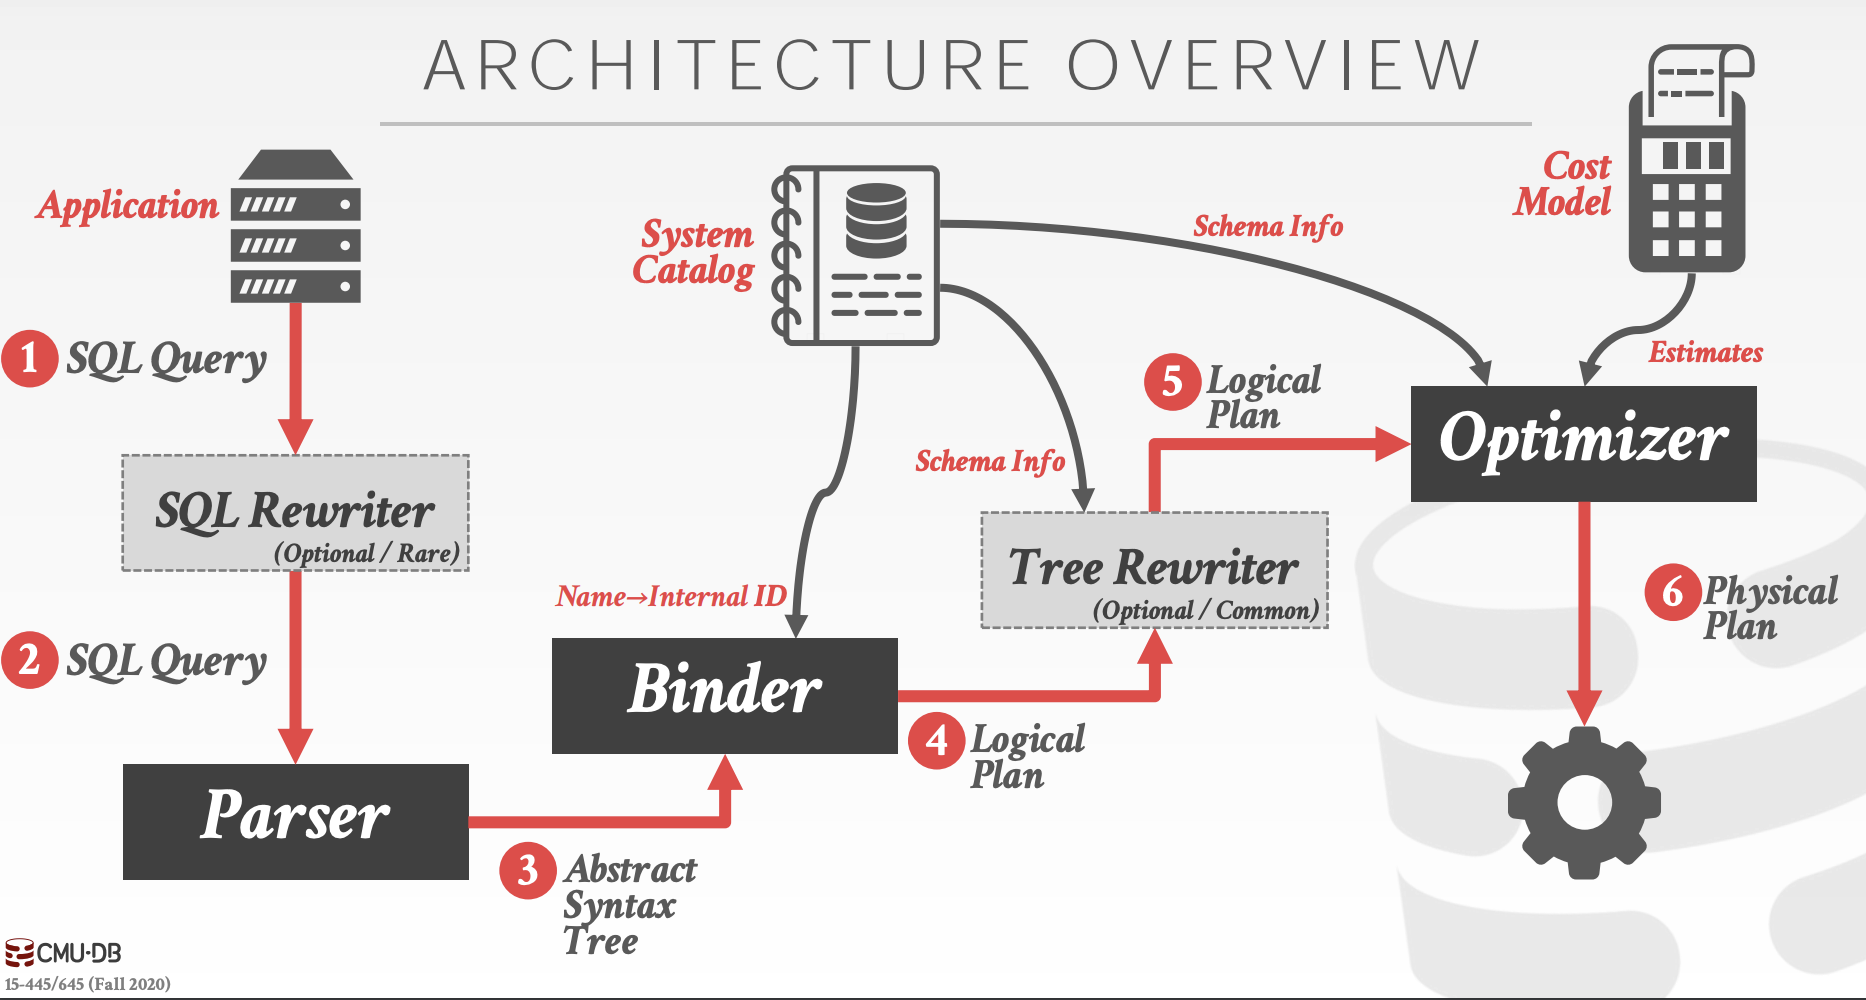 ARCHITECTURE OVERVIEW
Application
1 SQL Query
SQL Rewriter
(Optional / Rare)
2 SQL Query
Parser
3 Abstract
Syntax
Tree
System
Catalog
Name→Internal ID
Binder
4 Logical
Plan
Schema Info
Tree Rewriter
(Optional / Common)
5 Logical
Plan
Schema Info
Cost
Model
Estimates
Optimizer
6 Physical
Plan
CMU·DB
15-445/645 (Fall 2020)